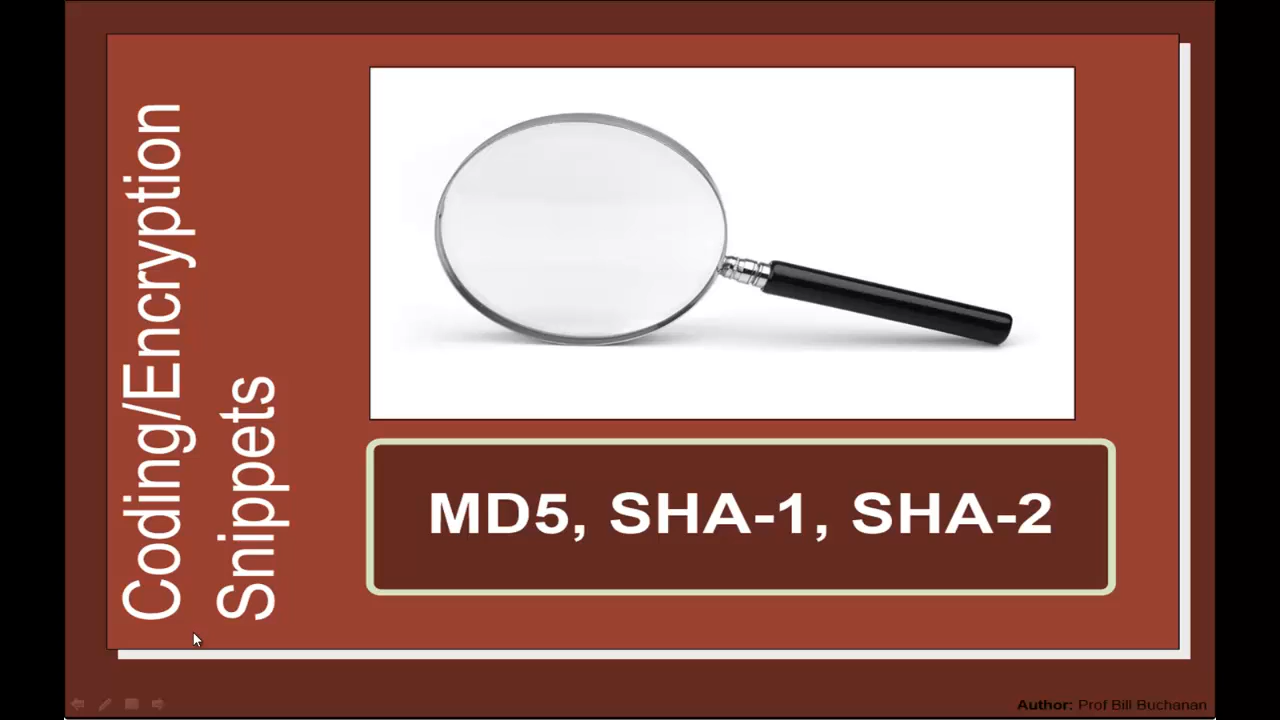 Coding/Encryption
Snippets
MD5, SHA-1, SHA-2
Author: Prof Bill Buchanan